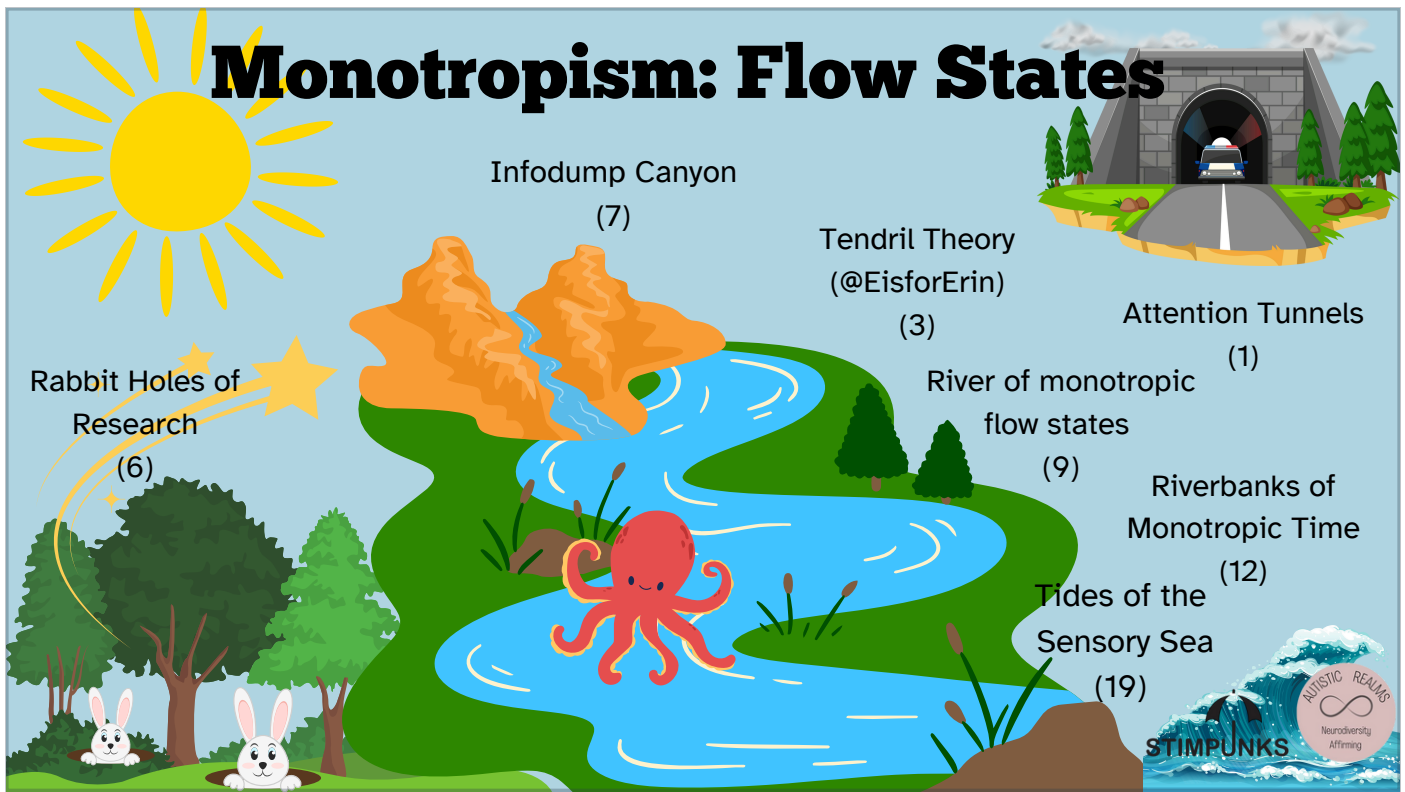 Monotropism: Flow States
Infodump Canyon
(7)
Tendril Theory
(@EisforErin)
(3)
Attention Tunnels
(1)
Rabbit Holes of
Research
(6)
River of monotropic
flow states
(9)
Riverbanks of
Monotropic Time
(12)
Tides of the
Sensory Sea
(19)
STIMPUNKS
AUTISTIC REALMS
Neurodiversity
Affirming